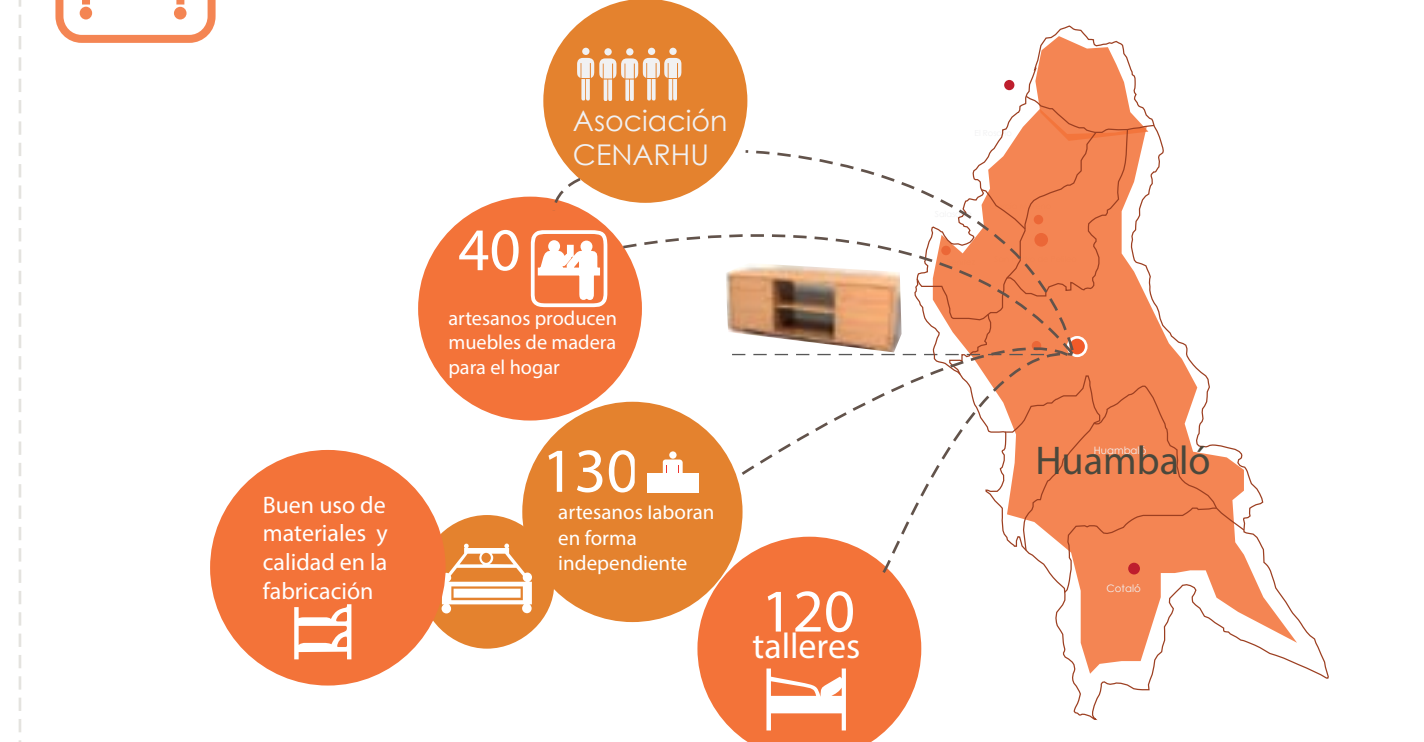 Asociación
CENARHU
40
artesanos producen
muebles de madera
para el hogar
130
artesanos laboran
en forma
independiente
Buen uso de
materiales y
calidad en la
fabricación
120
talleres
Huambaló
Huambaló
Cotaló